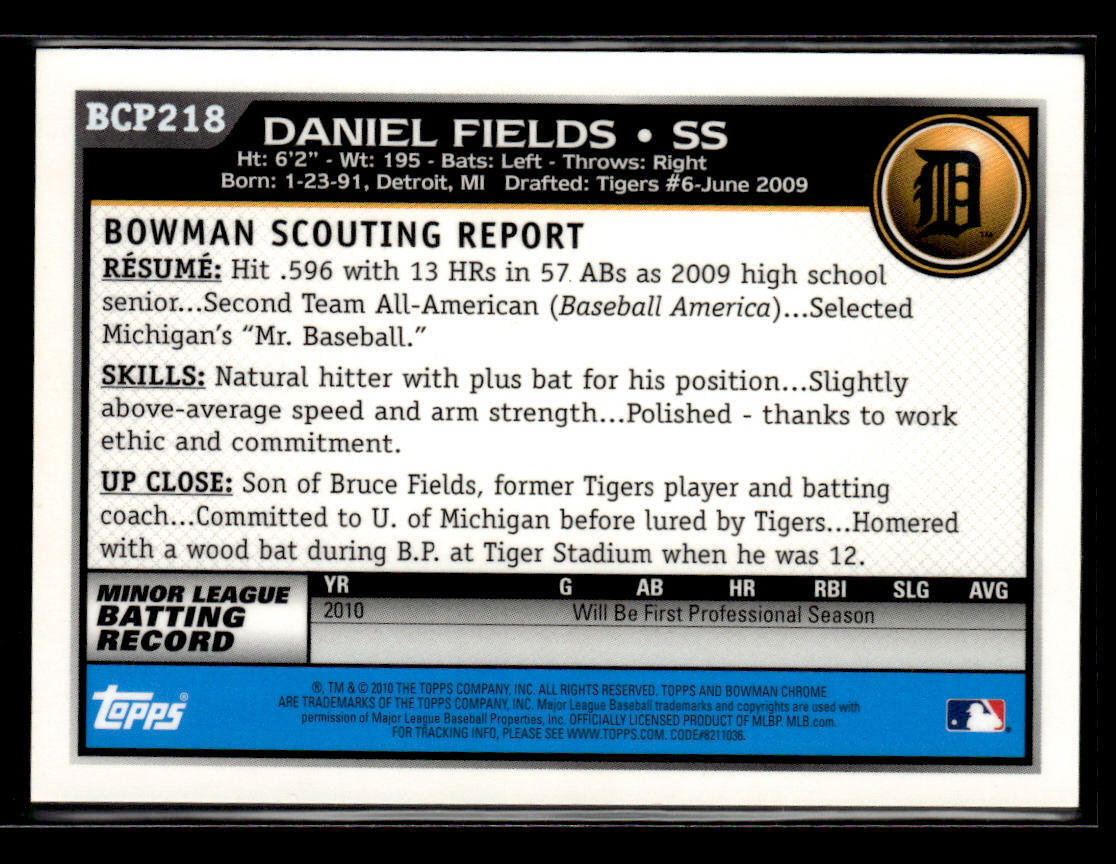 BCP218
DANIEL FIELDS • SS
Ht: 6'2" - Wt: 195 - Bats: Left - Throws: Right
Born: 1-23-91, Detroit, MI Drafted: Tigers #6-June 2009
D
TM
BOWMAN SCOUTING REPORT
RÉSUMÉ: Hit .596 with 13 HRs in 57 ABs as 2009 high school
senior...Second Team All-American (Baseball America)...Selected
Michigan's “Mr. Baseball.”
SKILLS: Natural hitter with plus bat for his position...Slightly
above-average speed and arm strength...Polished - thanks to work
ethic and commitment.
UP CLOSE: Son of Bruce Fields, former Tigers player and batting
coach...Committed to U. of Michigan before lured by Tigers...Homered
with a wood bat during B.P. at Tiger Stadium when he was 12.
MINOR LEAGUE
BATTING
RECORD
YR G AB HR RBI SLG AVG
2010 Will Be First Professional Season
Topps®
®, TM & © 2010 THE TOPPS COMPANY, INC. ALL RIGHTS RESERVED. TOPPS AND BOWMAN CHROME
ARE TRADEMARKS OF THE TOPPS COMPANY, INC. Major League Baseball trademarks and copyrights are used with
permission of Major League Baseball Properties, Inc. OFFICIALLY LICENSED PRODUCT OF MLBP. MLB.com.
FOR TRACKING INFO, PLEASE SEE WWW.TOPPS.COM. CODE#8211036.